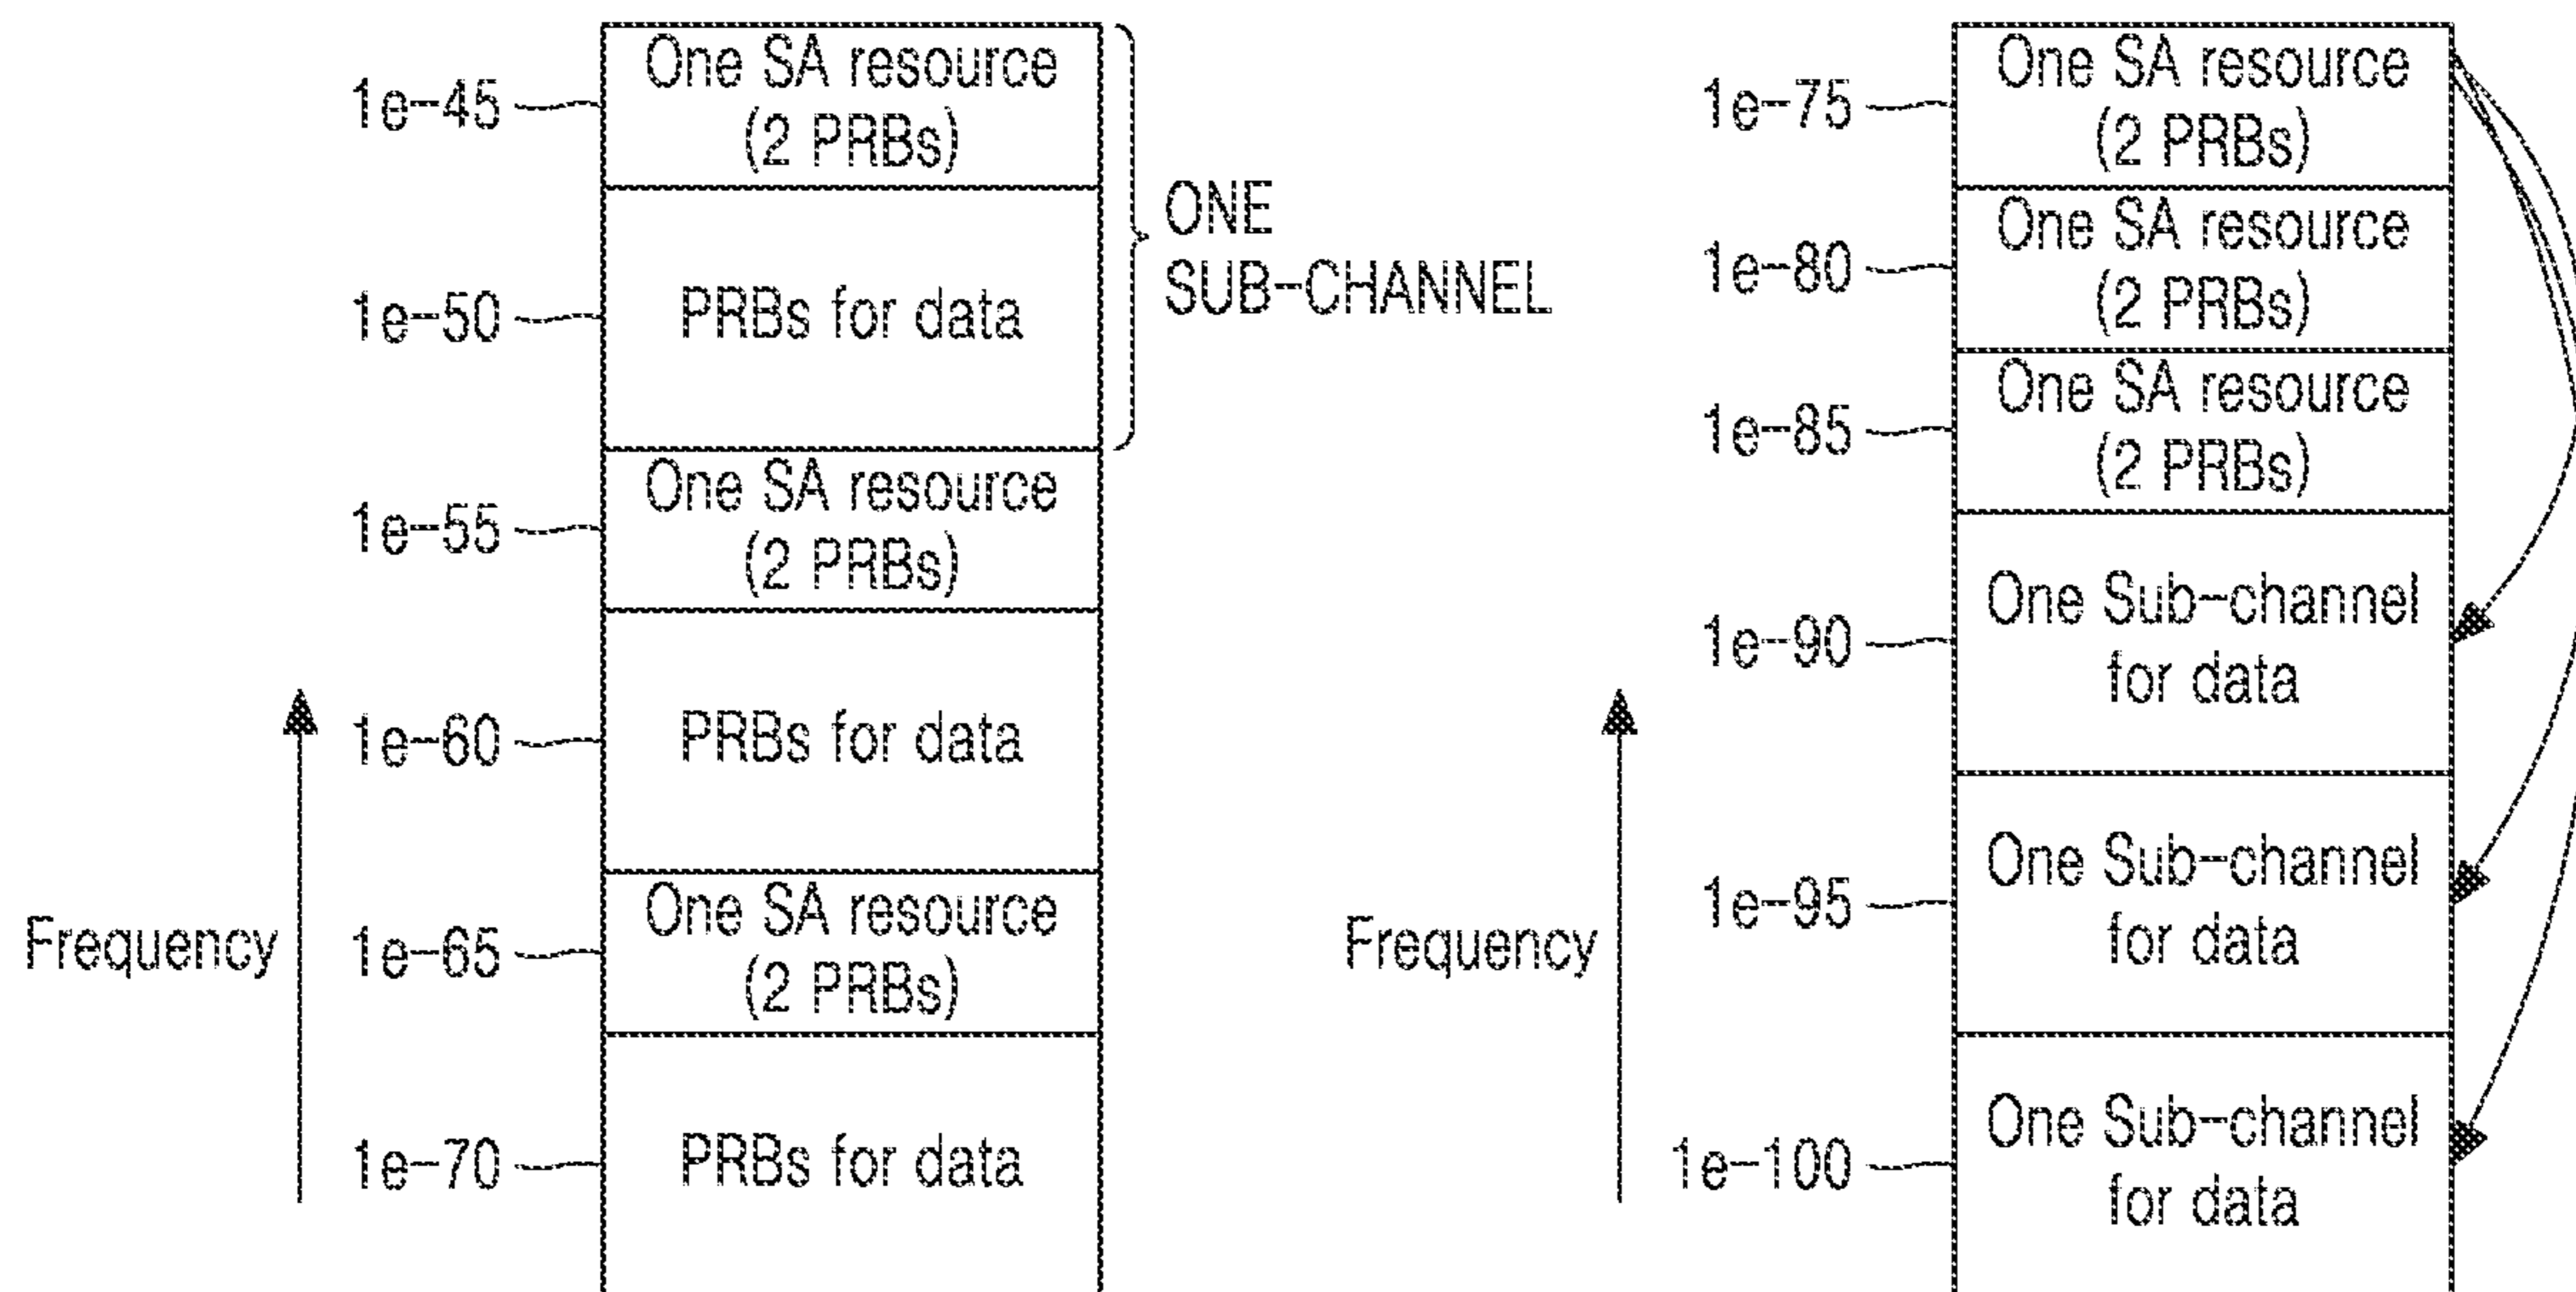 1e-45
One SA resource
(2 PRBs)
1e-50
PRBs for data
ONE
SUB-CHANNEL
1e-55
One SA resource
(2 PRBs)
1e-60
PRBs for data
Frequency
1e-65
One SA resource
(2 PRBs)
1e-70
PRBs for data
1e-75
One SA resource
(2 PRBs)
1e-80
One SA resource
(2 PRBs)
1e-85
One SA resource
(2 PRBs)
1e-90
One Sub-channel
for data
Frequency
1e-95
One Sub-channel
for data
1e-100
One Sub-channel
for data